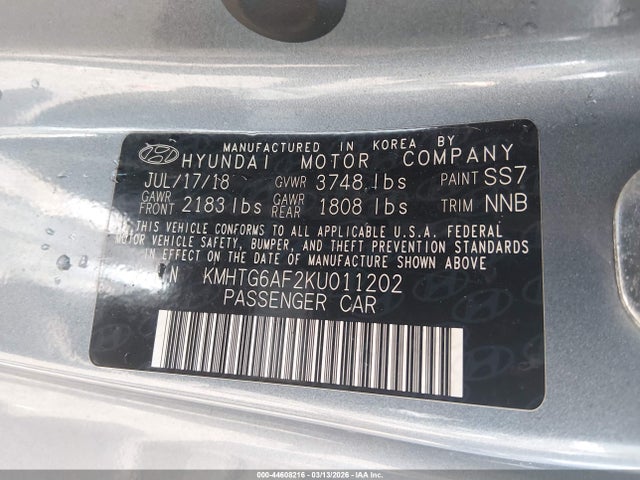 MANUFACTURED IN KOREA BY
HYUNDAI MOTOR COMPANY
JUL/17/18 GVWR 3748 lbs PAINT SS7
GAWR FRONT 2183 lbs GAWR REAR 1808 lbs TRIM NNB
THIS VEHICLE CONFORMS TO ALL APPLICABLE U.S.A. FEDERAL
MOTOR VEHICLE SAFETY, BUMPER, AND THEFT PREVENTION STANDARDS
IN EFFECT ON THE DATE OF MANUFACTURE SHOWN ABOVE.
KMHTG6AF2KU011202
PASSENGER CAR
000-44608216 - 03/13/2026 - IAAI.COM